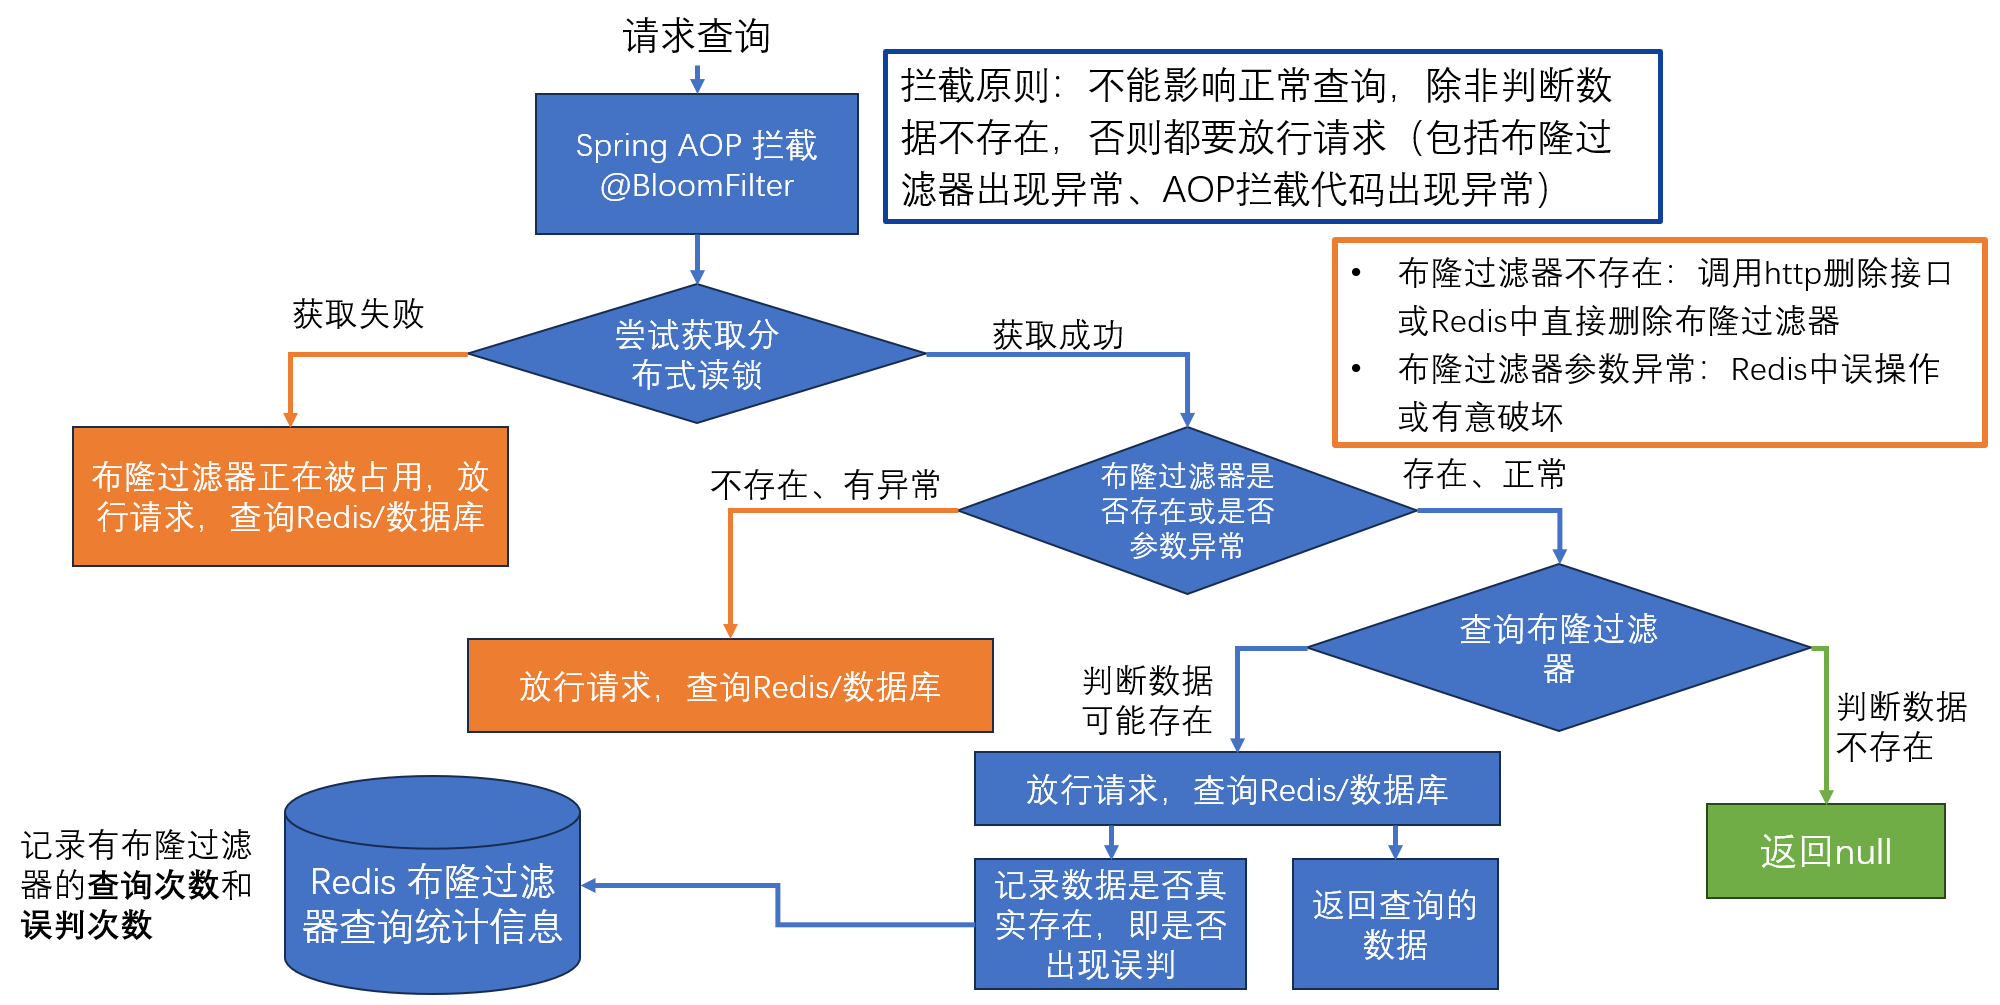 请求查询
Spring AOP 拦截
@BloomFilter
拦截原则：不能影响正常查询，除非判断数
据不存在，否则都要放行请求（包括布隆过
滤器出现异常、AOP拦截代码出现异常）
• 布隆过滤器不存在：调用http删除接口
或Redis中直接删除布隆过滤器
• 布隆过滤器参数异常：Redis中误操作
或有意破坏
获取失败
尝试获取分
布式读锁
获取成功
布隆过滤器正在被占用，放
行请求，查询Redis/数据库
不存在、有异常
布隆过滤器是
否存在或是否
参数异常
存在、正常
放行请求，查询Redis/数据库
查询布隆过滤
器
判断数据
可能存在
判断数据
不存在
放行请求，查询Redis/数据库
返回null
记录有布隆过滤
器的查询次数和
误判次数
Redis 布隆过滤
器查询统计信息
记录数据是否真
实存在，即是否
出现误判
返回查询的
数据